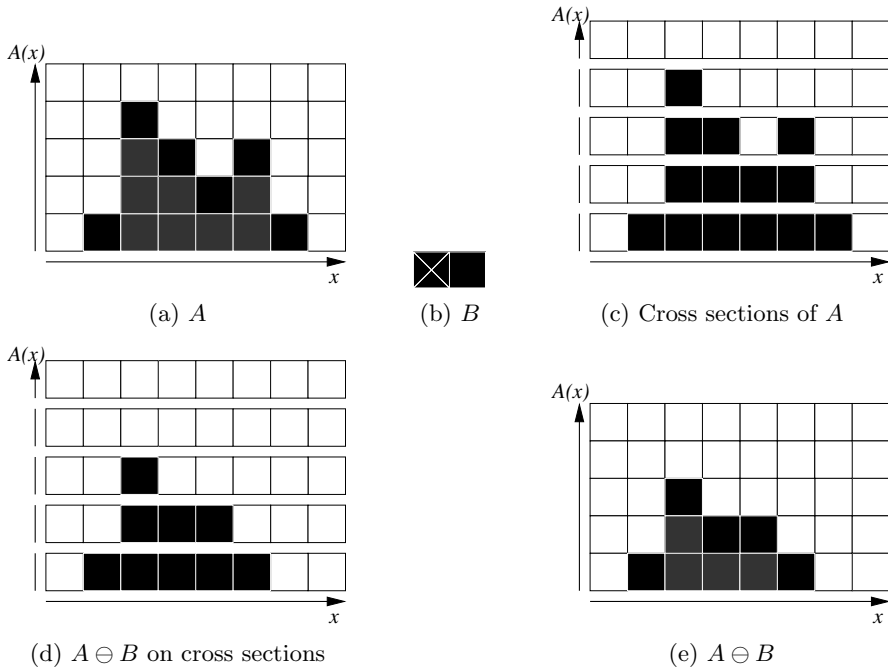 A(x)
x
(a) A
(b) B
A(x)
x
(c) Cross sections of A
A(x)
x
(d) A ⊖ B on cross sections
A(x)
x
(e) A ⊖ B